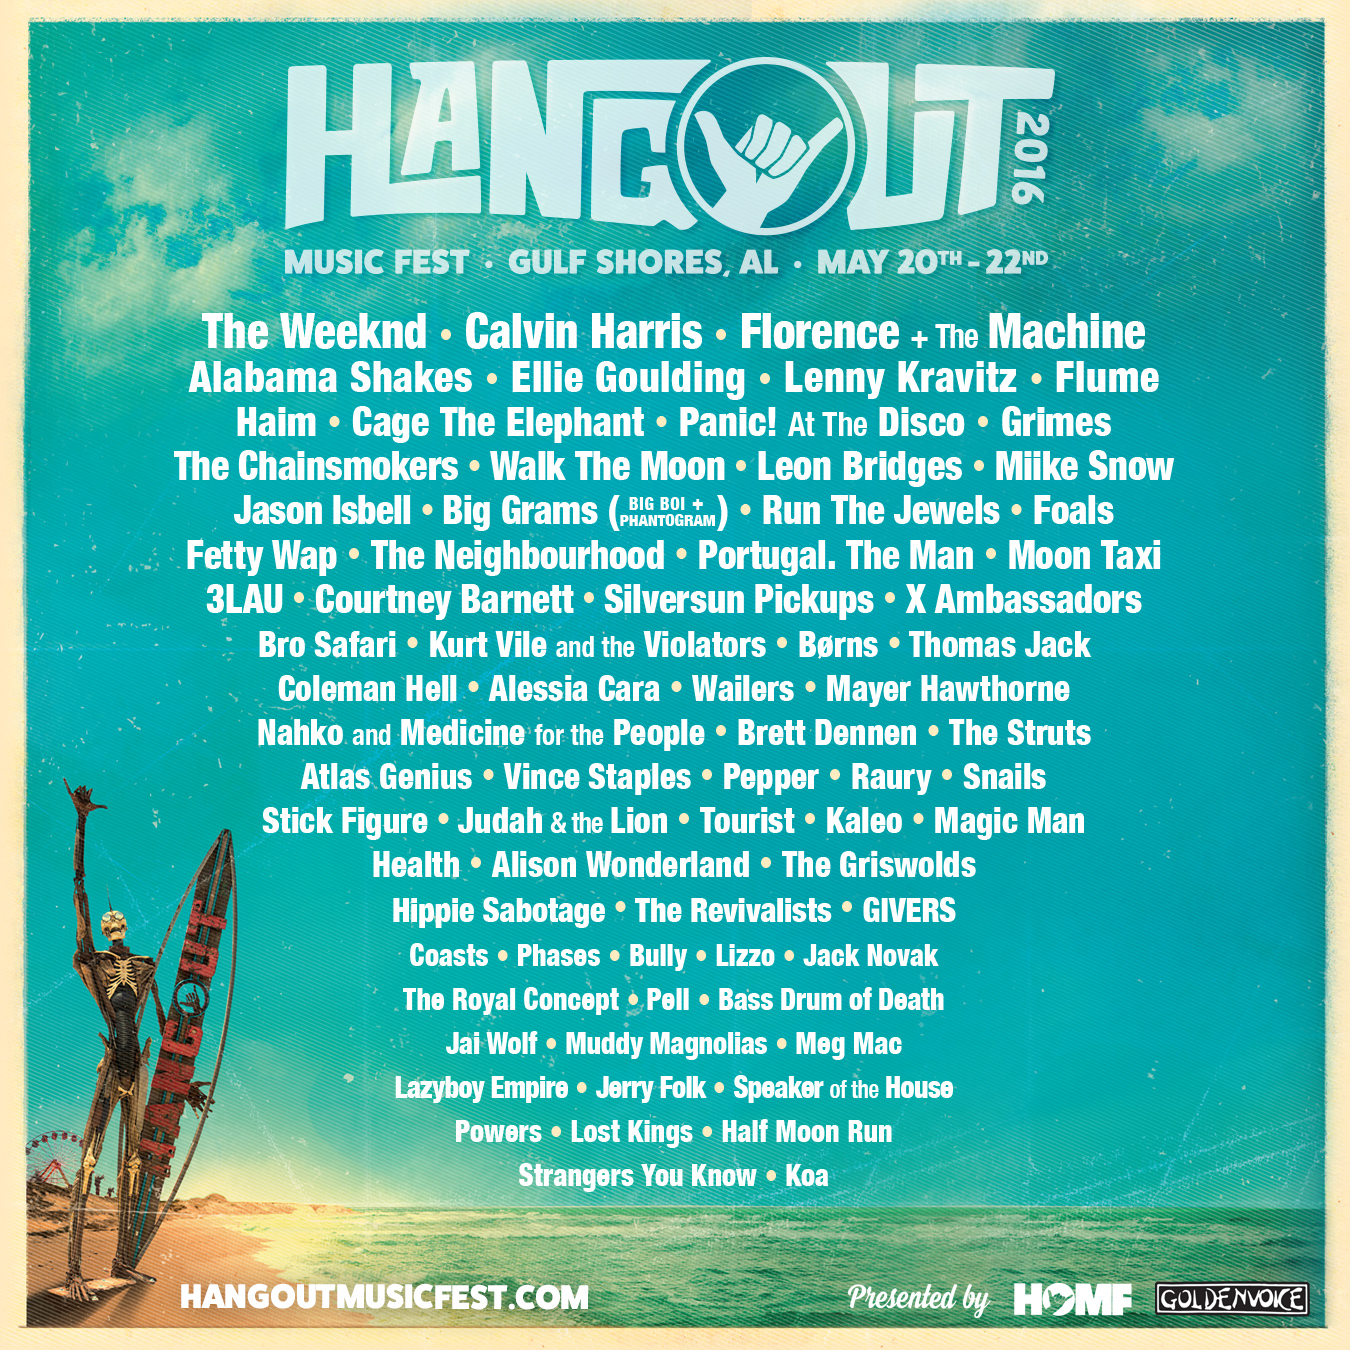 HANGOUT 2016
MUSIC FEST • GULF SHORES, AL • MAY 20TH - 22ND
The Weeknd • Calvin Harris • Florence + The Machine
Alabama Shakes • Ellie Goulding • Lenny Kravitz • Flume
Haim • Cage The Elephant • Panic! At The Disco • Grimes
The Chainsmokers • Walk The Moon • Leon Bridges • Miike Snow
Jason Isbell • Big Grams (BIG BOI + PHANTOGRAM) • Run The Jewels • Foals
Fetty Wap • The Neighbourhood • Portugal. The Man • Moon Taxi
3LAU • Courtney Barnett • Silversun Pickups • X Ambassadors
Bro Safari • Kurt Vile and the Violators • Børns • Thomas Jack
Coleman Hell • Alessia Cara • Wailers • Mayer Hawthorne
Nahko and Medicine for the People • Brett Dennen • The Struts
Atlas Genius • Vince Staples • Pepper • Raury • Snails
Stick Figure • Judah & the Lion • Tourist • Kaleo • Magic Man
Health • Alison Wonderland • The Griswolds
Hippie Sabotage • The Revivalists • GIVERS
Coasts • Phases • Bully • Lizzo • Jack Novak
The Royal Concept • Pell • Bass Drum of Death
Jai Wolf • Muddy Magnolias • Meg Mac
Lazyboy Empire • Jerry Folk • Speaker of the House
Powers • Lost Kings • Half Moon Run
Strangers You Know • Koa
HANGOUT
HANGOUTMUSICFEST.COM
Presented by HOMF GOLDENVOICE